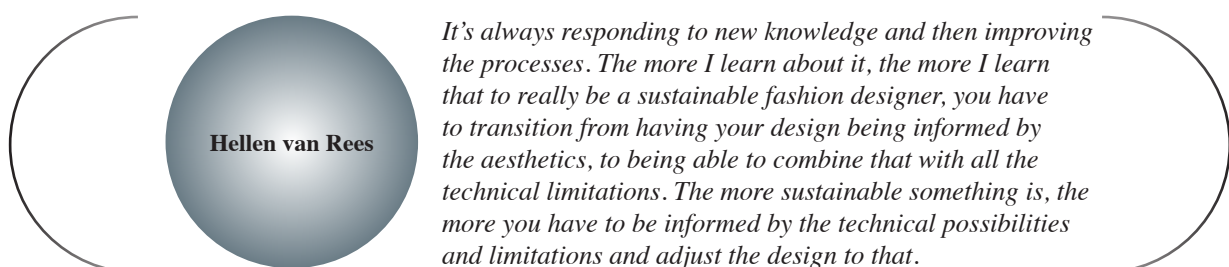 Hellen van Rees
It’s always responding to new knowledge and then improving
the processes. The more I learn about it, the more I learn
that to really be a sustainable fashion designer, you have
to transition from having your design being informed by
the aesthetics, to being able to combine that with all the
technical limitations. The more sustainable something is, the
more you have to be informed by the technical possibilities
and limitations and adjust the design to that.